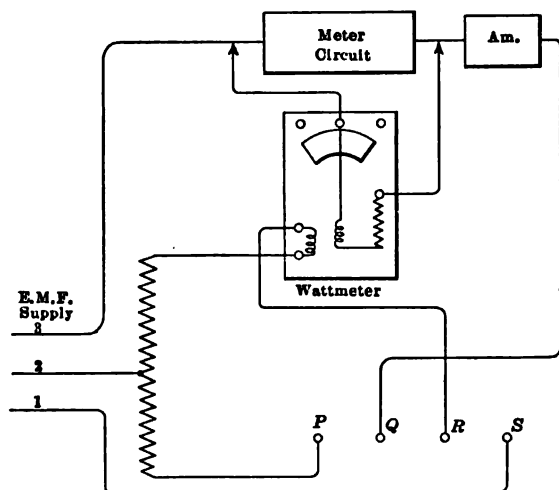 Meter
Circuit
Am.
Wattmeter
E.M.F.
Supply
3
2
1
P
Q
R
S